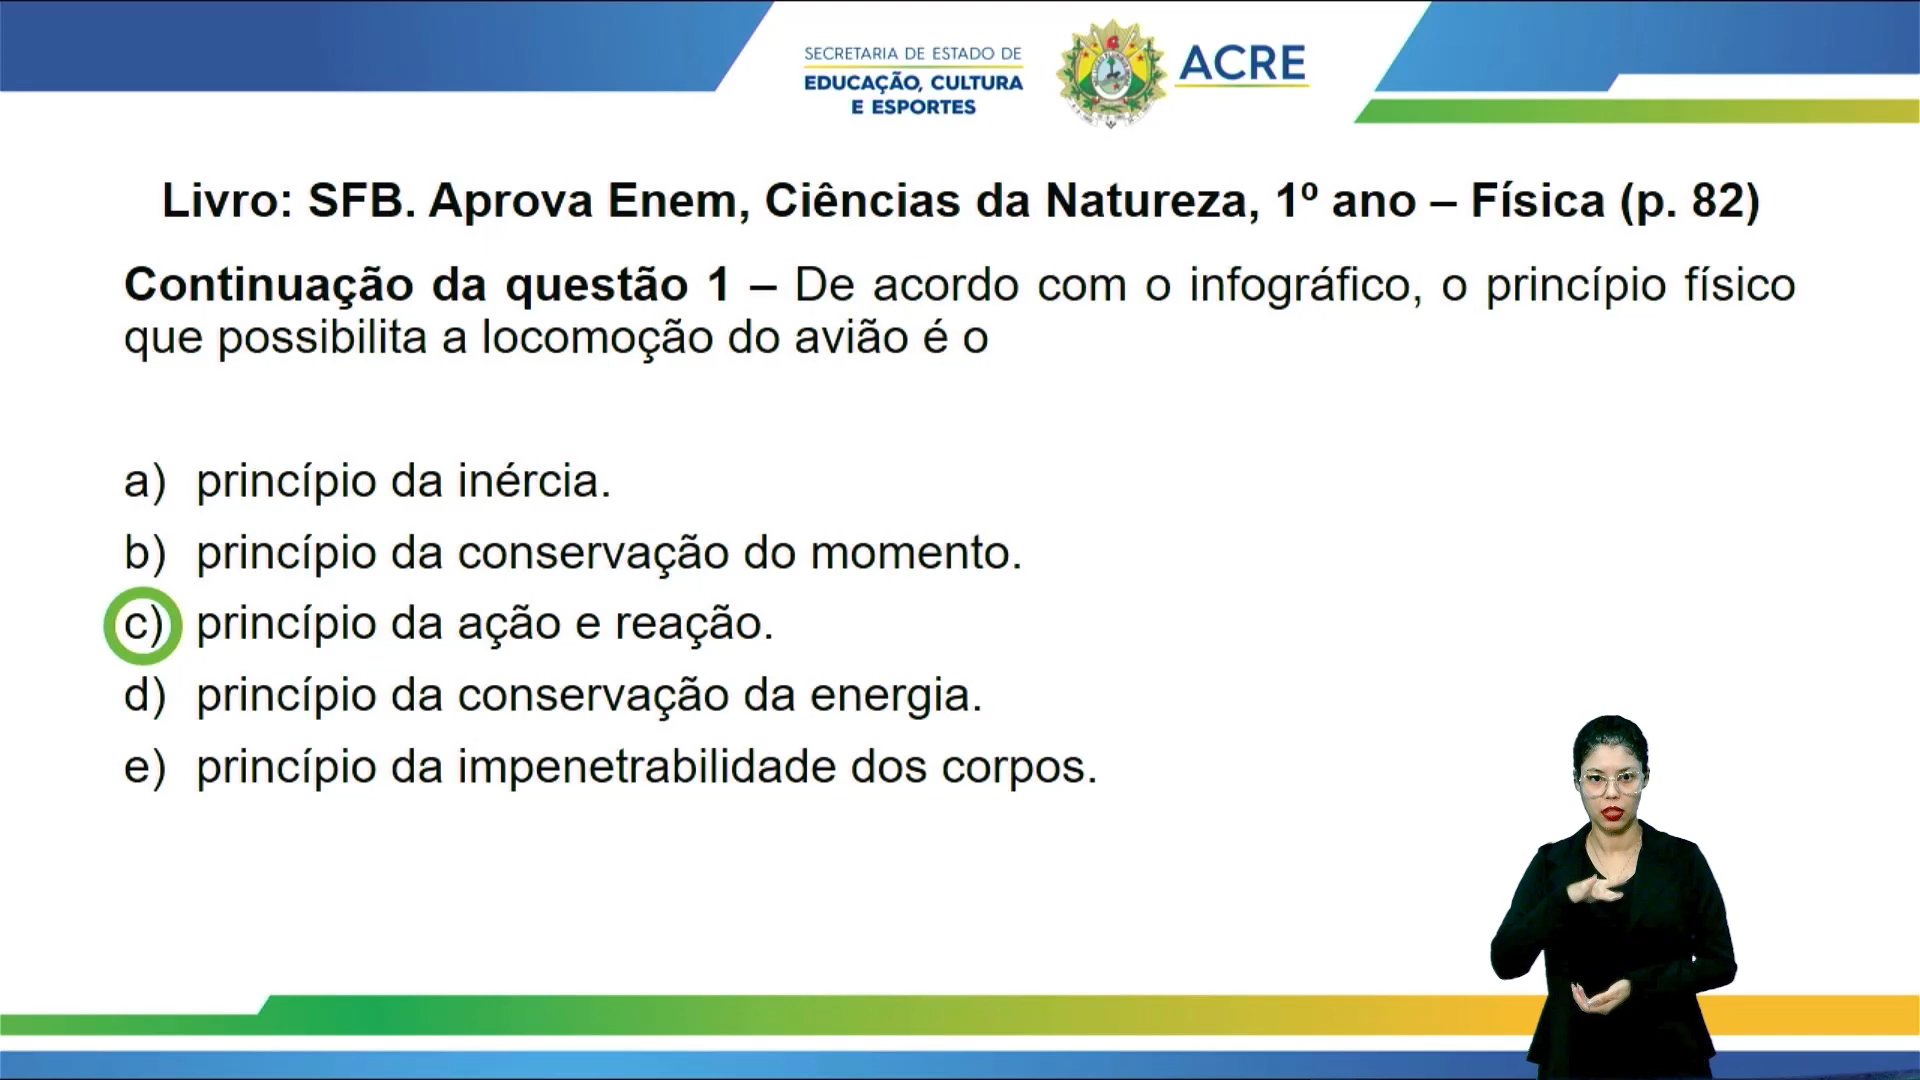 SECRETARIA DE ESTADO DE
EDUCAÇÃO, CULTURA
E ESPORTES
ACRE
Livro: SFB. Aprova Enem, Ciências da Natureza, 1º ano – Física (p. 82)
Continuação da questão 1 – De acordo com o infográfico, o princípio físico
que possibilita a locomoção do avião é o
a) princípio da inércia.
b) princípio da conservação do momento.
c) princípio da ação e reação.
d) princípio da conservação da energia.
e) princípio da impenetrabilidade dos corpos.